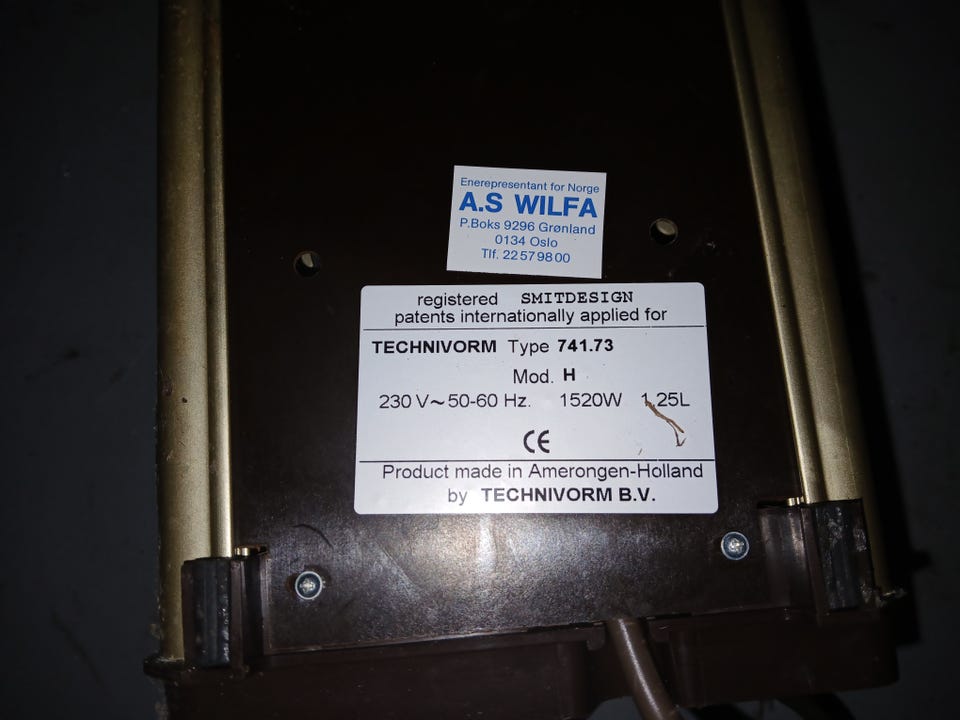 Enerepresentant for Norge
A.S WILFA
P.Boks 9296 Grønland
0134 Oslo
Tlf. 22579800
registered SMITDESIGN
patents internationally applied for
TECHNIVORM Type 741.73
Mod. H
230 V~50-60 Hz. 1520W 1,25L
CE
Product made in Amerongen-Holland
by TECHNIVORM B.V.